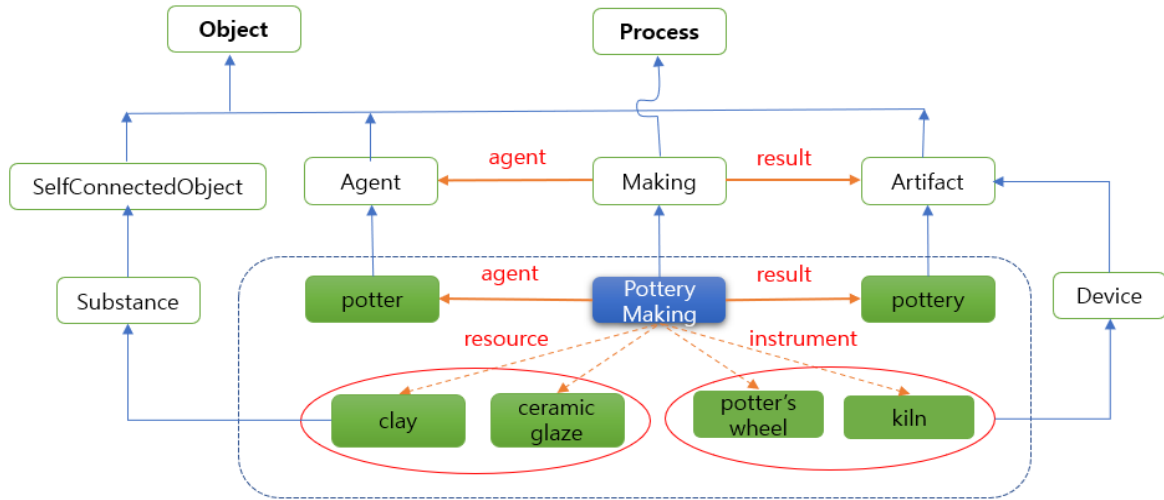 Object
Process
agent
result
SelfConnectedObject
Agent
Making
Artifact
agent
result
Substance
potter
Pottery
Making
pottery
Device
resource
instrument
clay
ceramic
glaze
potter’s
wheel
kiln